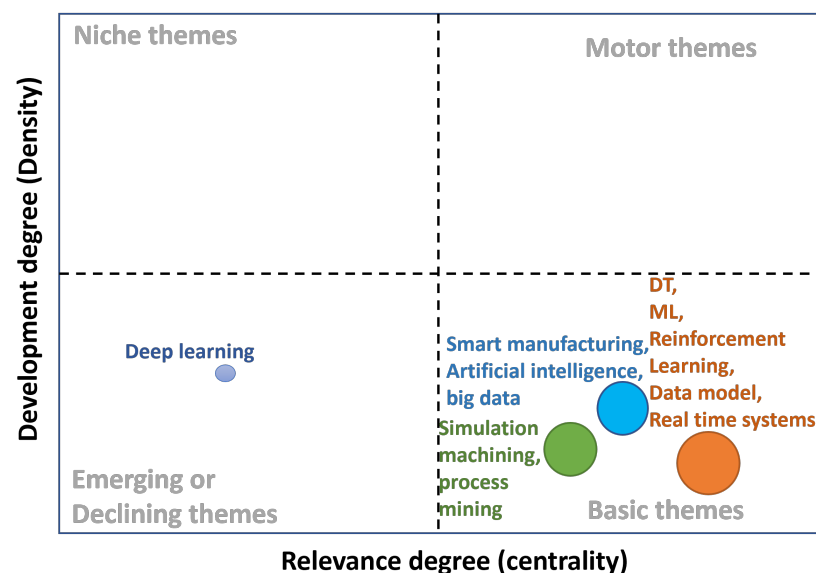 Niche themes
Motor themes
Development degree (Density)
DT,
ML,
Reinforcement
Learning,
Data model,
Real time systems
Deep learning
Smart manufacturing,
Artificial intelligence,
big data
Simulation
machining,
process
mining
Emerging or
Declining themes
Basic themes
Relevance degree (centrality)